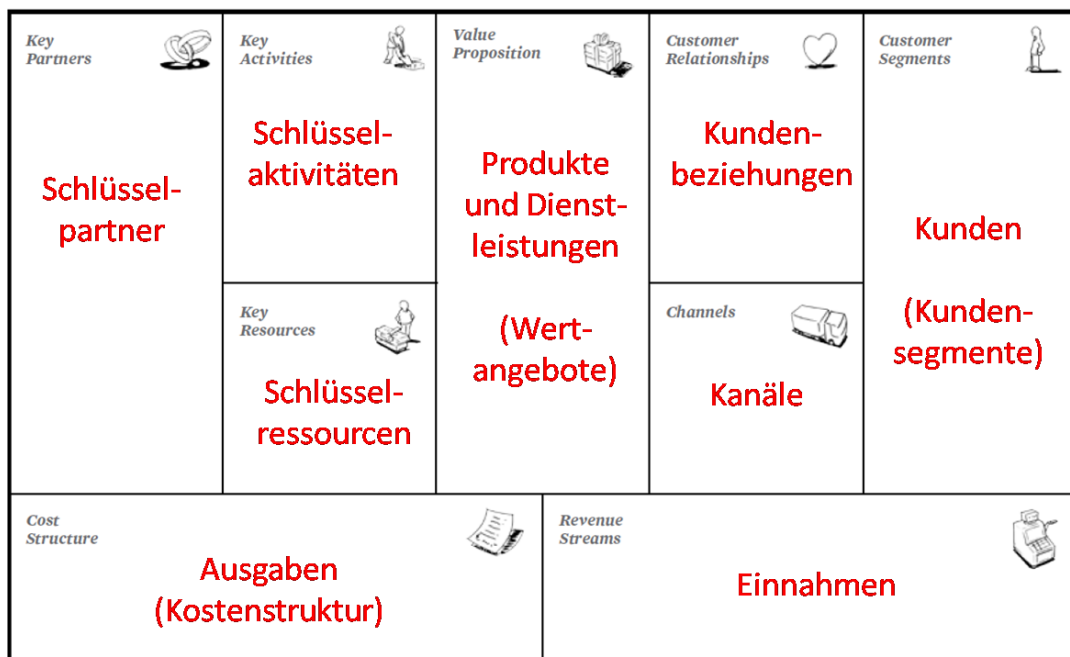 Key
Partners
Schlüssel-
partner
Key
Activities
Schlüssel-
aktivitäten
Key
Resources
Schlüssel-
ressourcen
Value
Proposition
Produkte
und Dienst-
leistungen
(Wert-
angebote)
Customer
Relationships
Kunden-
beziehungen
Channels
Kanäle
Customer
Segments
Kunden
(Kunden-
segmente)
Cost
Structure
Ausgaben
(Kostenstruktur)
Revenue
Streams
Einnahmen